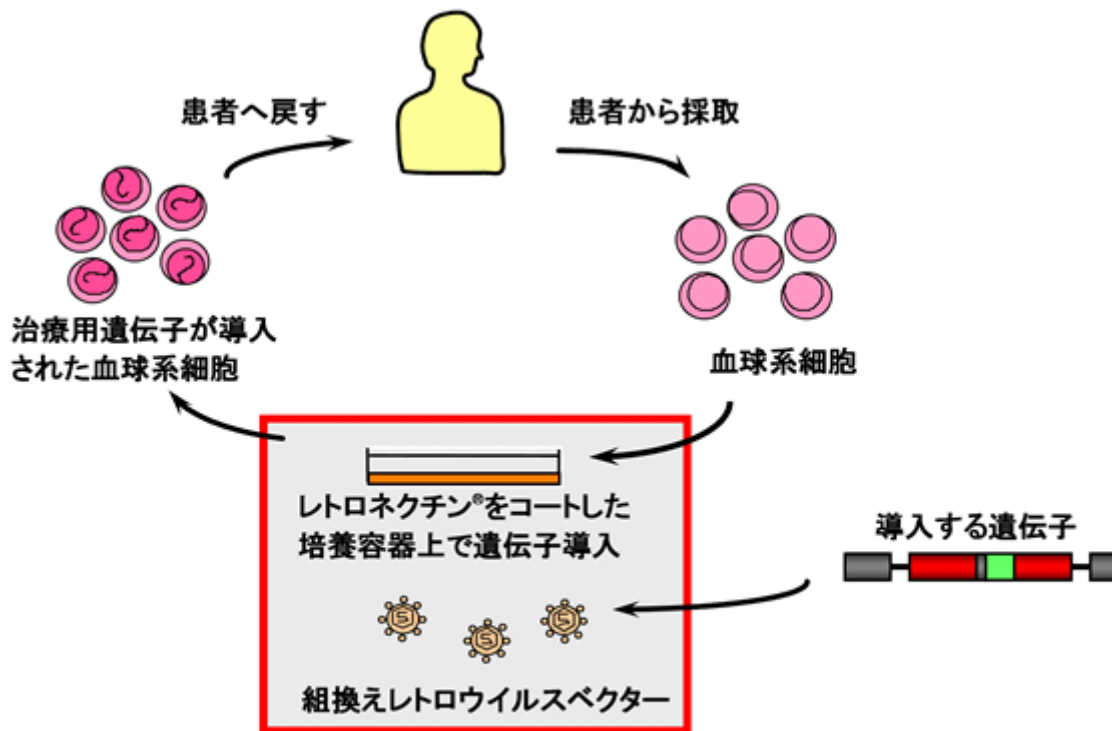 患者へ戻す
患者から採取
治療用遺伝子が導入
された血球系細胞
血球系細胞
レトロネクチン®をコートした
培養容器上で遺伝子導入
導入する遺伝子
組換えレトロウイルスベクター